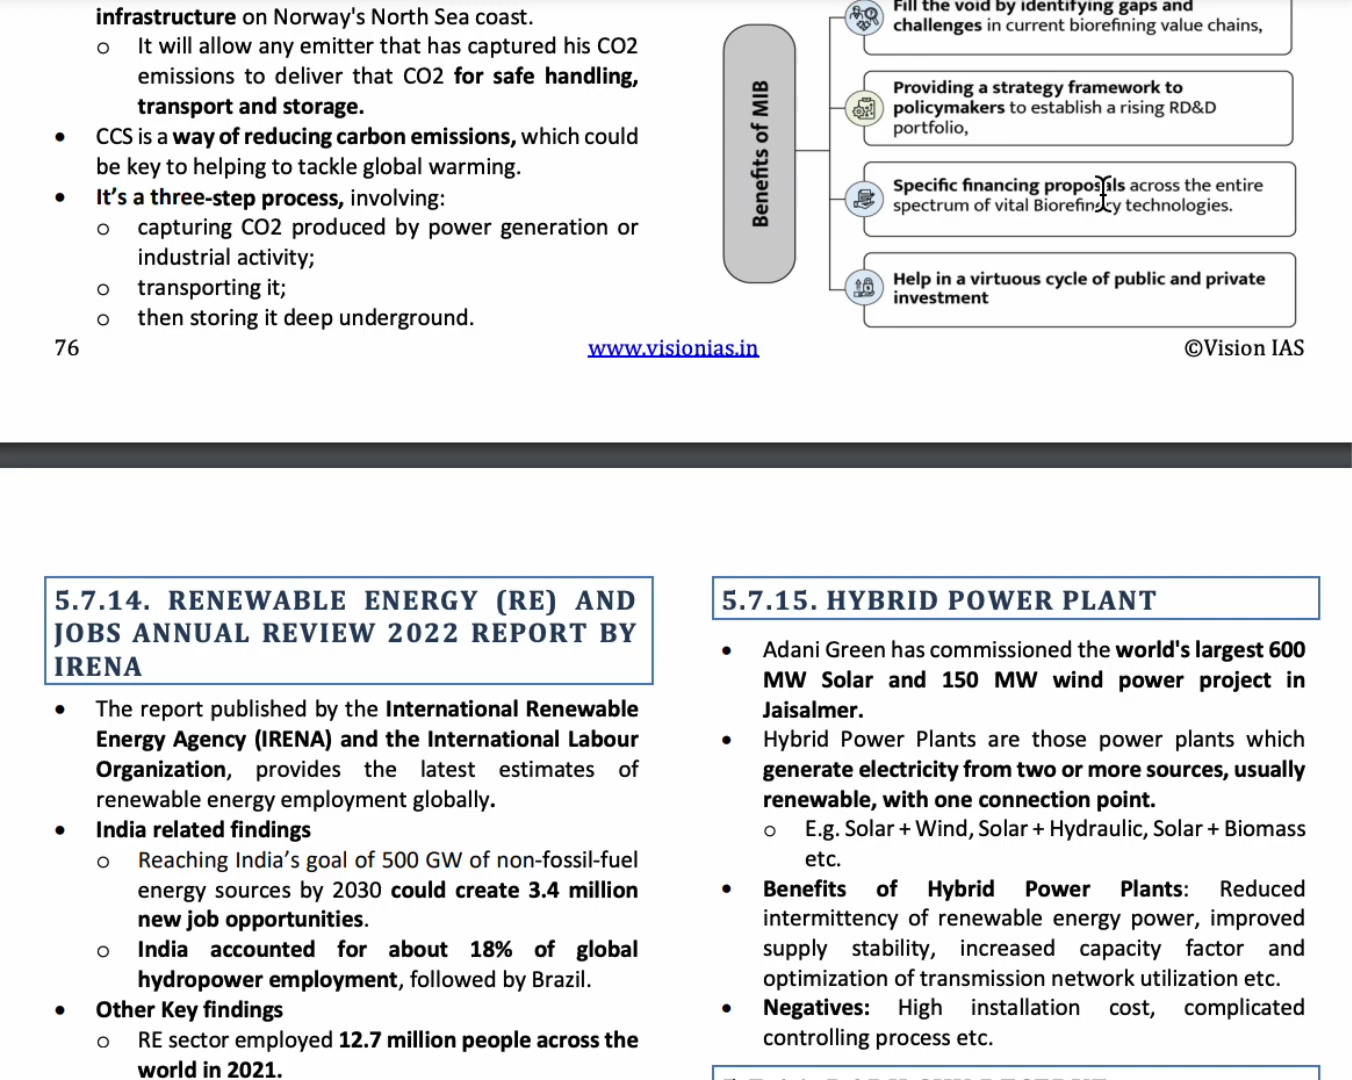 infrastructure on Norway's North Sea coast.
o It will allow any emitter that has captured his CO2
emissions to deliver that CO2 for safe handling,
transport and storage.
• CCS is a way of reducing carbon emissions, which could
be key to helping to tackle global warming.
• It’s a three-step process, involving:
o capturing CO2 produced by power generation or
industrial activity;
o transporting it;
o then storing it deep underground.
Benefits of MIB
Fill the void by identifying gaps and
challenges in current biorefining value chains,
Providing a strategy framework to
policymakers to establish a rising RD&D
portfolio,
Specific financing proposals across the entire
spectrum of vital Biorefinery technologies.
Help in a virtuous cycle of public and private
investment
76
www.visionias.in
©Vision IAS
5.7.14. RENEWABLE ENERGY (RE) AND
JOBS ANNUAL REVIEW 2022 REPORT BY
IRENA
• The report published by the International Renewable
Energy Agency (IRENA) and the International Labour
Organization, provides the latest estimates of
renewable energy employment globally.
• India related findings
o Reaching India’s goal of 500 GW of non-fossil-fuel
energy sources by 2030 could create 3.4 million
new job opportunities.
o India accounted for about 18% of global
hydropower employment, followed by Brazil.
• Other Key findings
o RE sector employed 12.7 million people across the
world in 2021.
5.7.15. HYBRID POWER PLANT
• Adani Green has commissioned the world's largest 600
MW Solar and 150 MW wind power project in
Jaisalmer.
• Hybrid Power Plants are those power plants which
generate electricity from two or more sources, usually
renewable, with one connection point.
o E.g. Solar + Wind, Solar + Hydraulic, Solar + Biomass
etc.
• Benefits of Hybrid Power Plants: Reduced
intermittency of renewable energy power, improved
supply stability, increased capacity factor and
optimization of transmission network utilization etc.
• Negatives: High installation cost, complicated
controlling process etc.